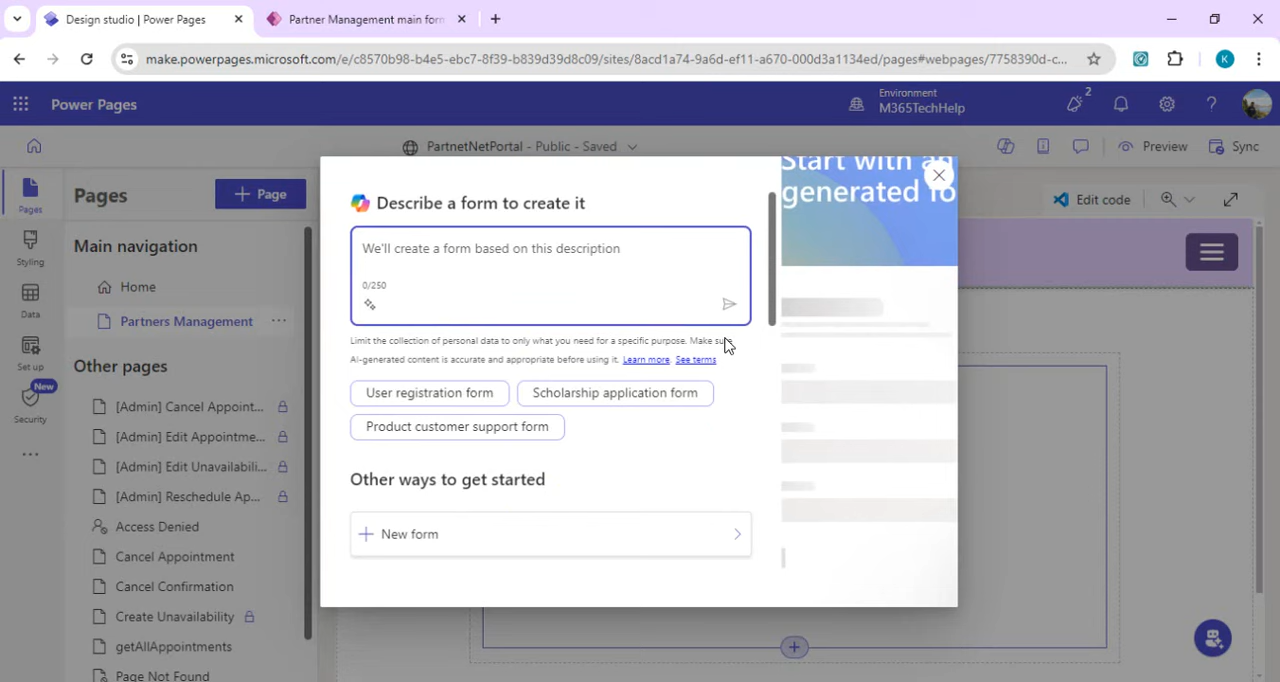 Design studio | Power Pages
Partner Management main form
make.powerpages.microsoft.com/e/c8570b98-b4e5-ebc7-8f39-b839d39d8c09/sites/8acd1a74-9a6d-ef11-a670-000d3a1134ed/pages#webpages/7758390d-c...
K
Power Pages
Environment
M365TechHelp
2
PartnetNetPortal - Public - Saved
Preview
Sync
Pages
Styling
Data
Set up
New
Security
Pages
+ Page
Main navigation
Home
Partners Management
Other pages
[Admin] Cancel Appoint...
[Admin] Edit Appointme...
[Admin] Edit Unavailabili...
[Admin] Reschedule Ap...
Access Denied
Cancel Appointment
Cancel Confirmation
Create Unavailability
getAllAppointments
Page Not Found
Edit code
Describe a form to create it
We'll create a form based on this description
0/250
Limit the collection of personal data to only what you need for a specific purpose. Make sure
AI-generated content is accurate and appropriate before using it. Learn more. See terms
User registration form
Scholarship application form
Product customer support form
Other ways to get started
+ New form
Start with an
generated fo